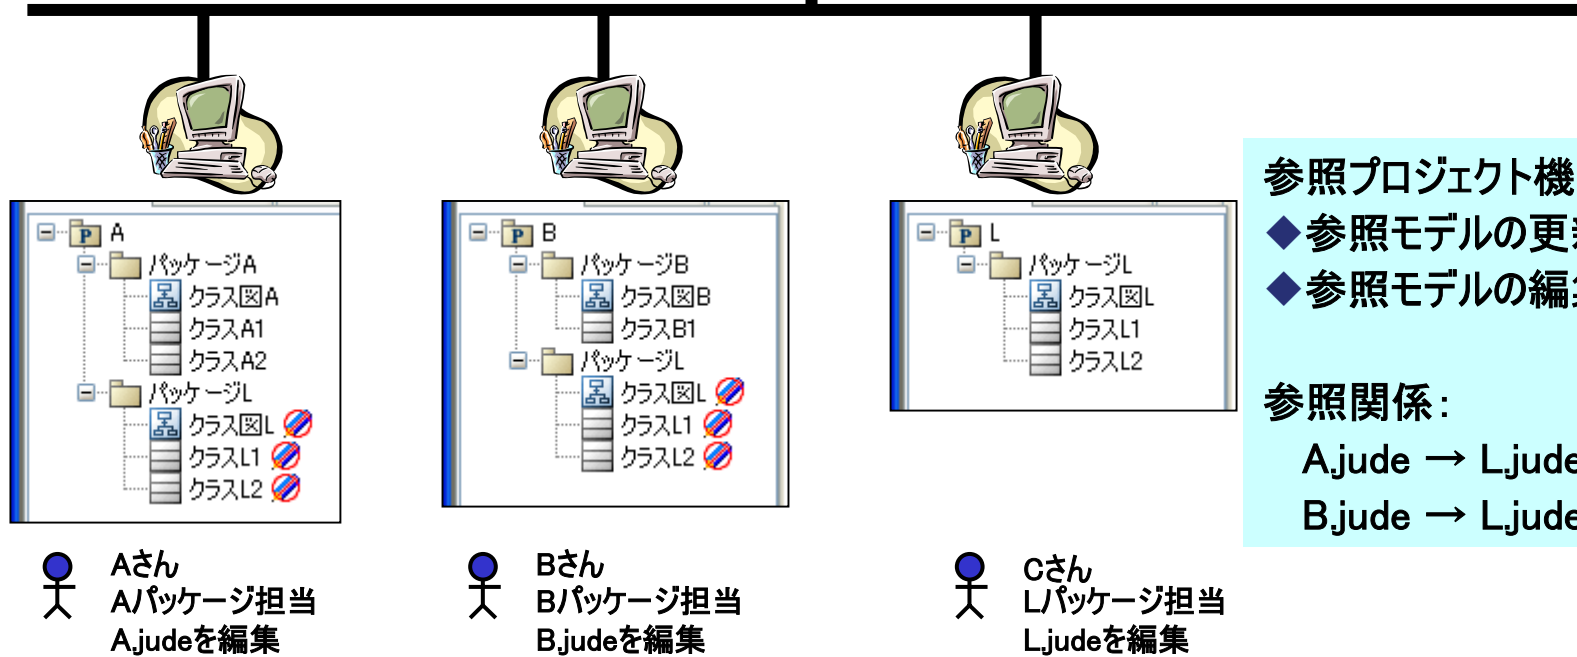 A
パッケージA
クラス図A
クラスA1
クラスA2
パッケージL
クラス図L
クラスL1
クラスL2
Aさん
Aパッケージ担当
A.judeを編集
B
パッケージB
クラス図B
クラスB1
パッケージL
クラス図L
クラスL1
クラスL2
Bさん
Bパッケージ担当
B.judeを編集
L
パッケージL
クラス図L
クラスL1
クラスL2
Cさん
Lパッケージ担当
L.judeを編集
参照プロジェクト機
◆参照モデルの更
◆参照モデルの編
参照関係：
A.jude → L.jude
B.jude → L.jude